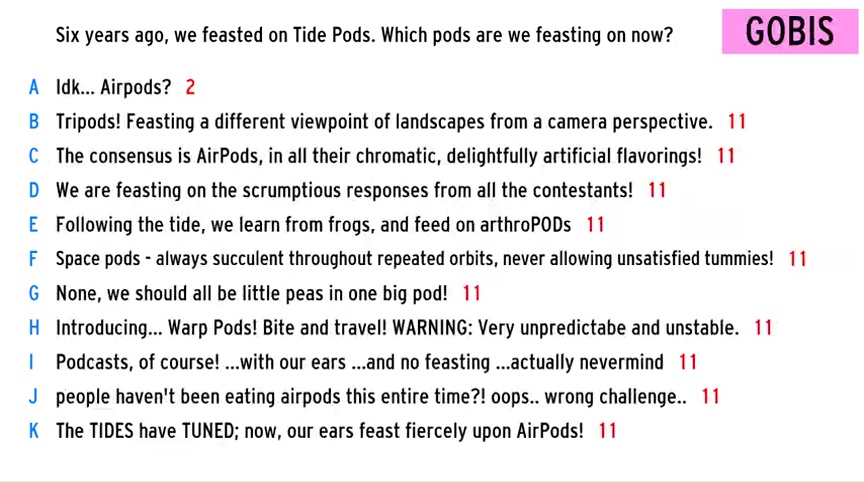 Six years ago, we feasted on Tide Pods. Which pods are we feasting on now?
GOBIS
A Idk... Airpods? 2
B Tripods! Feasting a different viewpoint of landscapes from a camera perspective. 11
C The consensus is AirPods, in all their chromatic, delightfully artificial flavorings! 11
D We are feasting on the scrumptious responses from all the contestants! 11
E Following the tide, we learn from frogs, and feed on arthroPODs 11
F Space pods - always succulent throughout repeated orbits, never allowing unsatisfied tummies! 11
G None, we should all be little peas in one big pod! 11
H Introducing... Warp Pods! Bite and travel! WARNING: Very unpredictabe and unstable. 11
I Podcasts, of course! ...with our ears ...and no feasting ...actually nevermind 11
J people haven't been eating airpods this entire time?! oops.. wrong challenge.. 11
K The TIDES have TUNED; now, our ears feast fiercely upon AirPods! 11